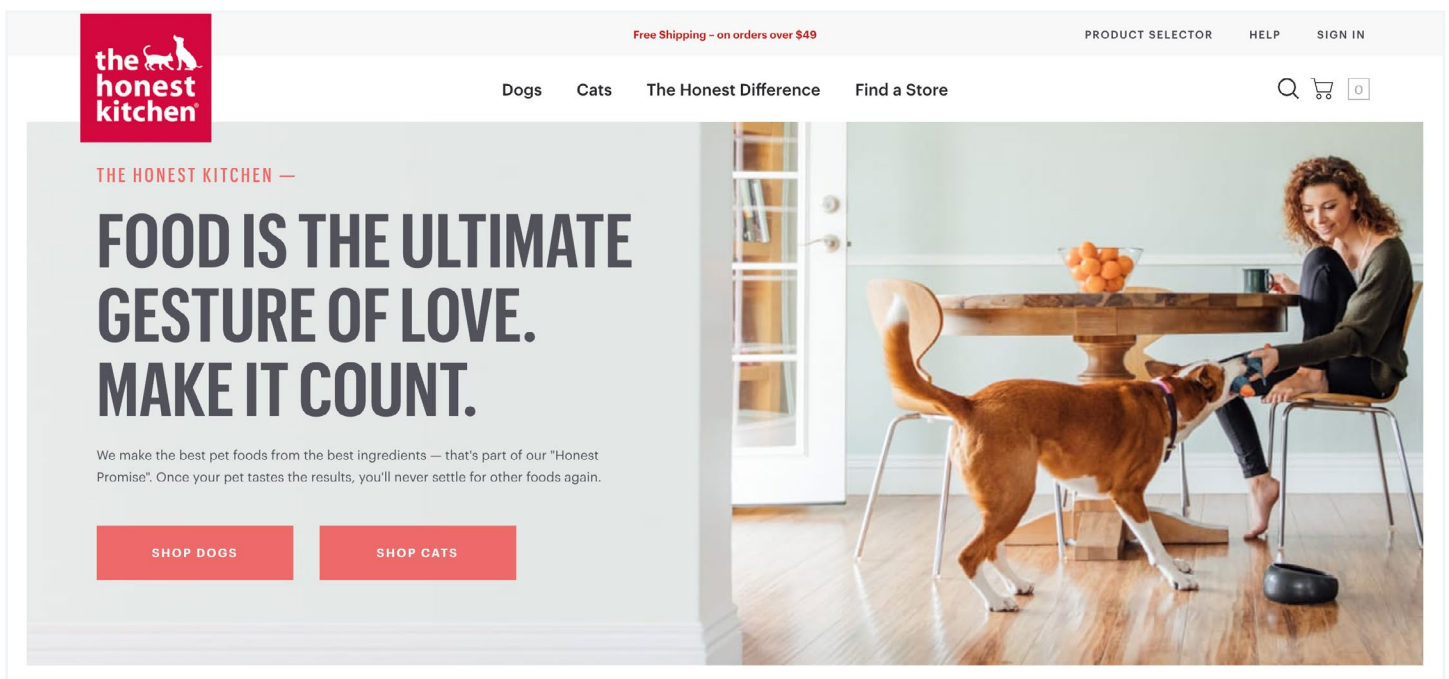 Free Shipping – on orders over $49
PRODUCT SELECTOR
HELP
SIGN IN
the
honest
kitchen®
Dogs
Cats
The Honest Difference
Find a Store
0
THE HONEST KITCHEN —
FOOD IS THE ULTIMATE
GESTURE OF LOVE.
MAKE IT COUNT.
We make the best pet foods from the best ingredients — that's part of our "Honest
Promise". Once your pet tastes the results, you'll never settle for other foods again.
SHOP DOGS
SHOP CATS